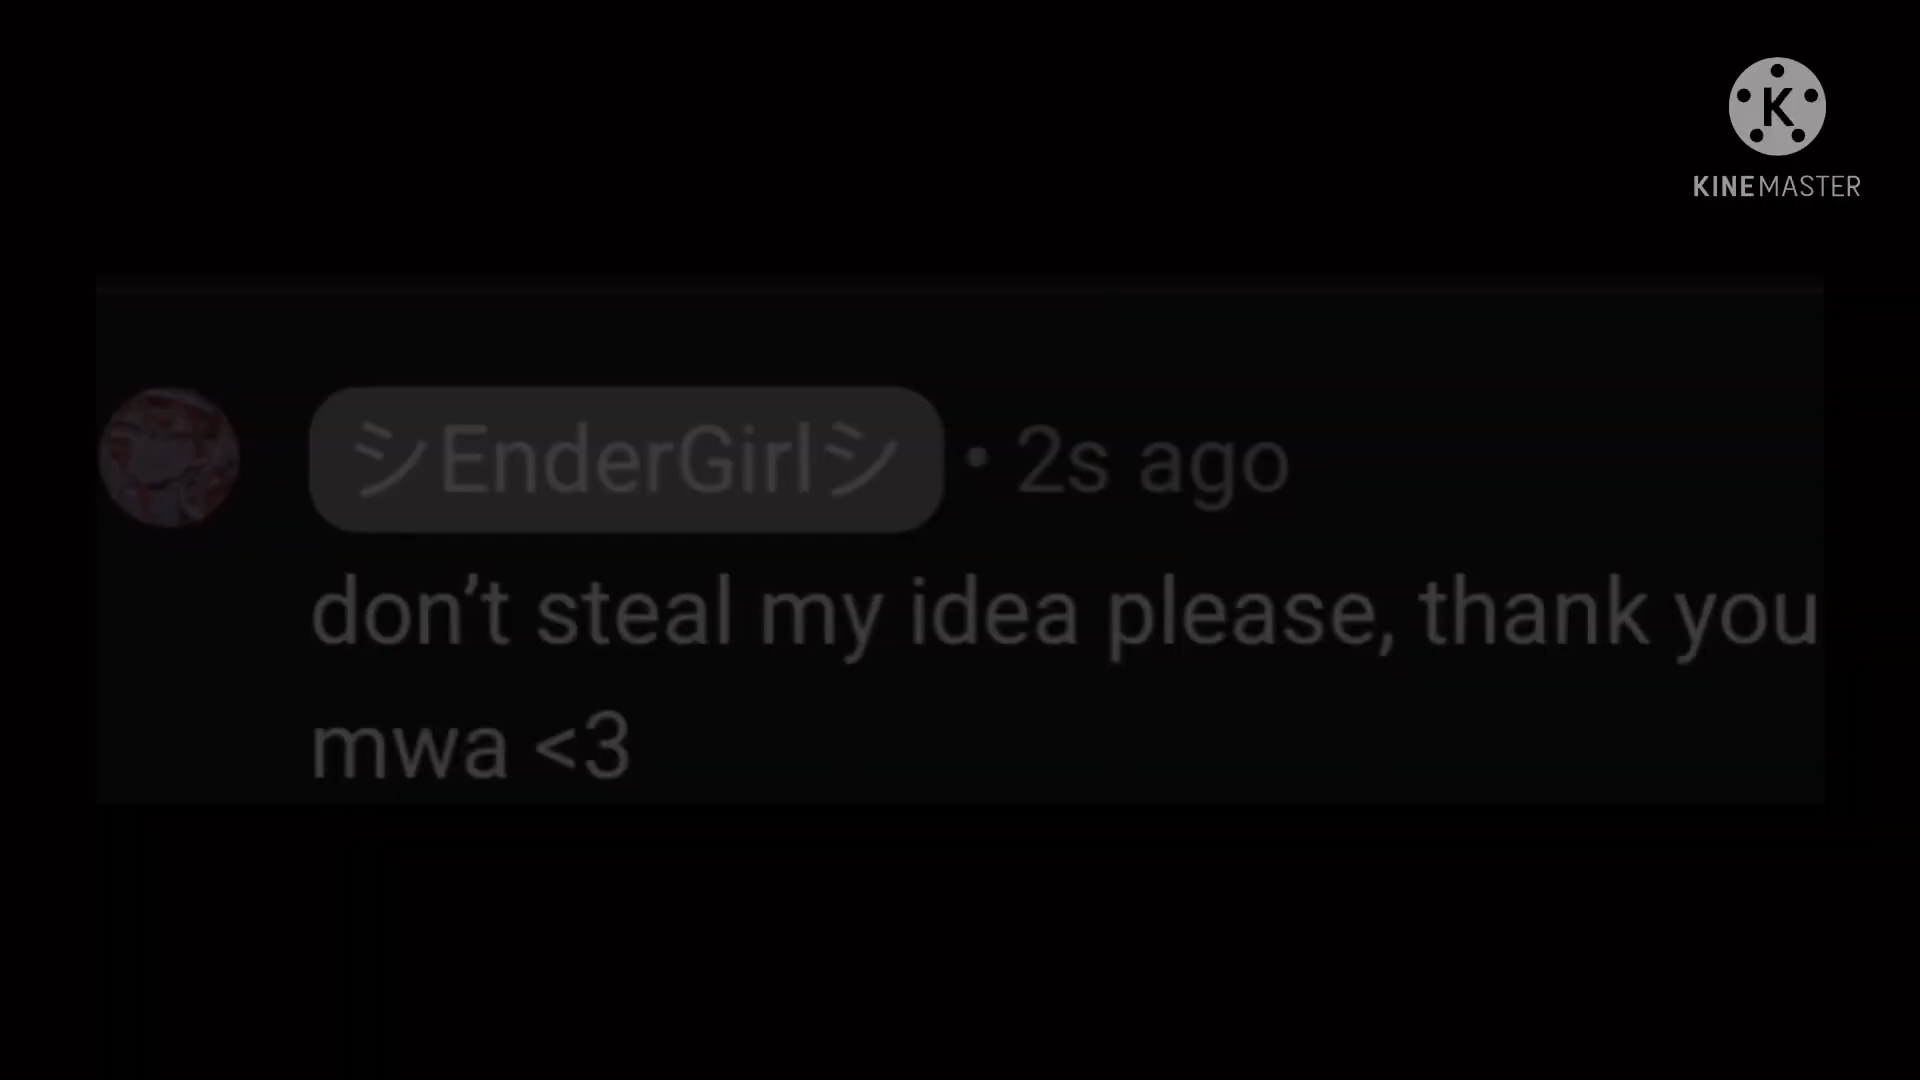 K
KINEMASTER
シEnderGirlシ • 2s ago
don’t steal my idea please, thank you
mwa <3